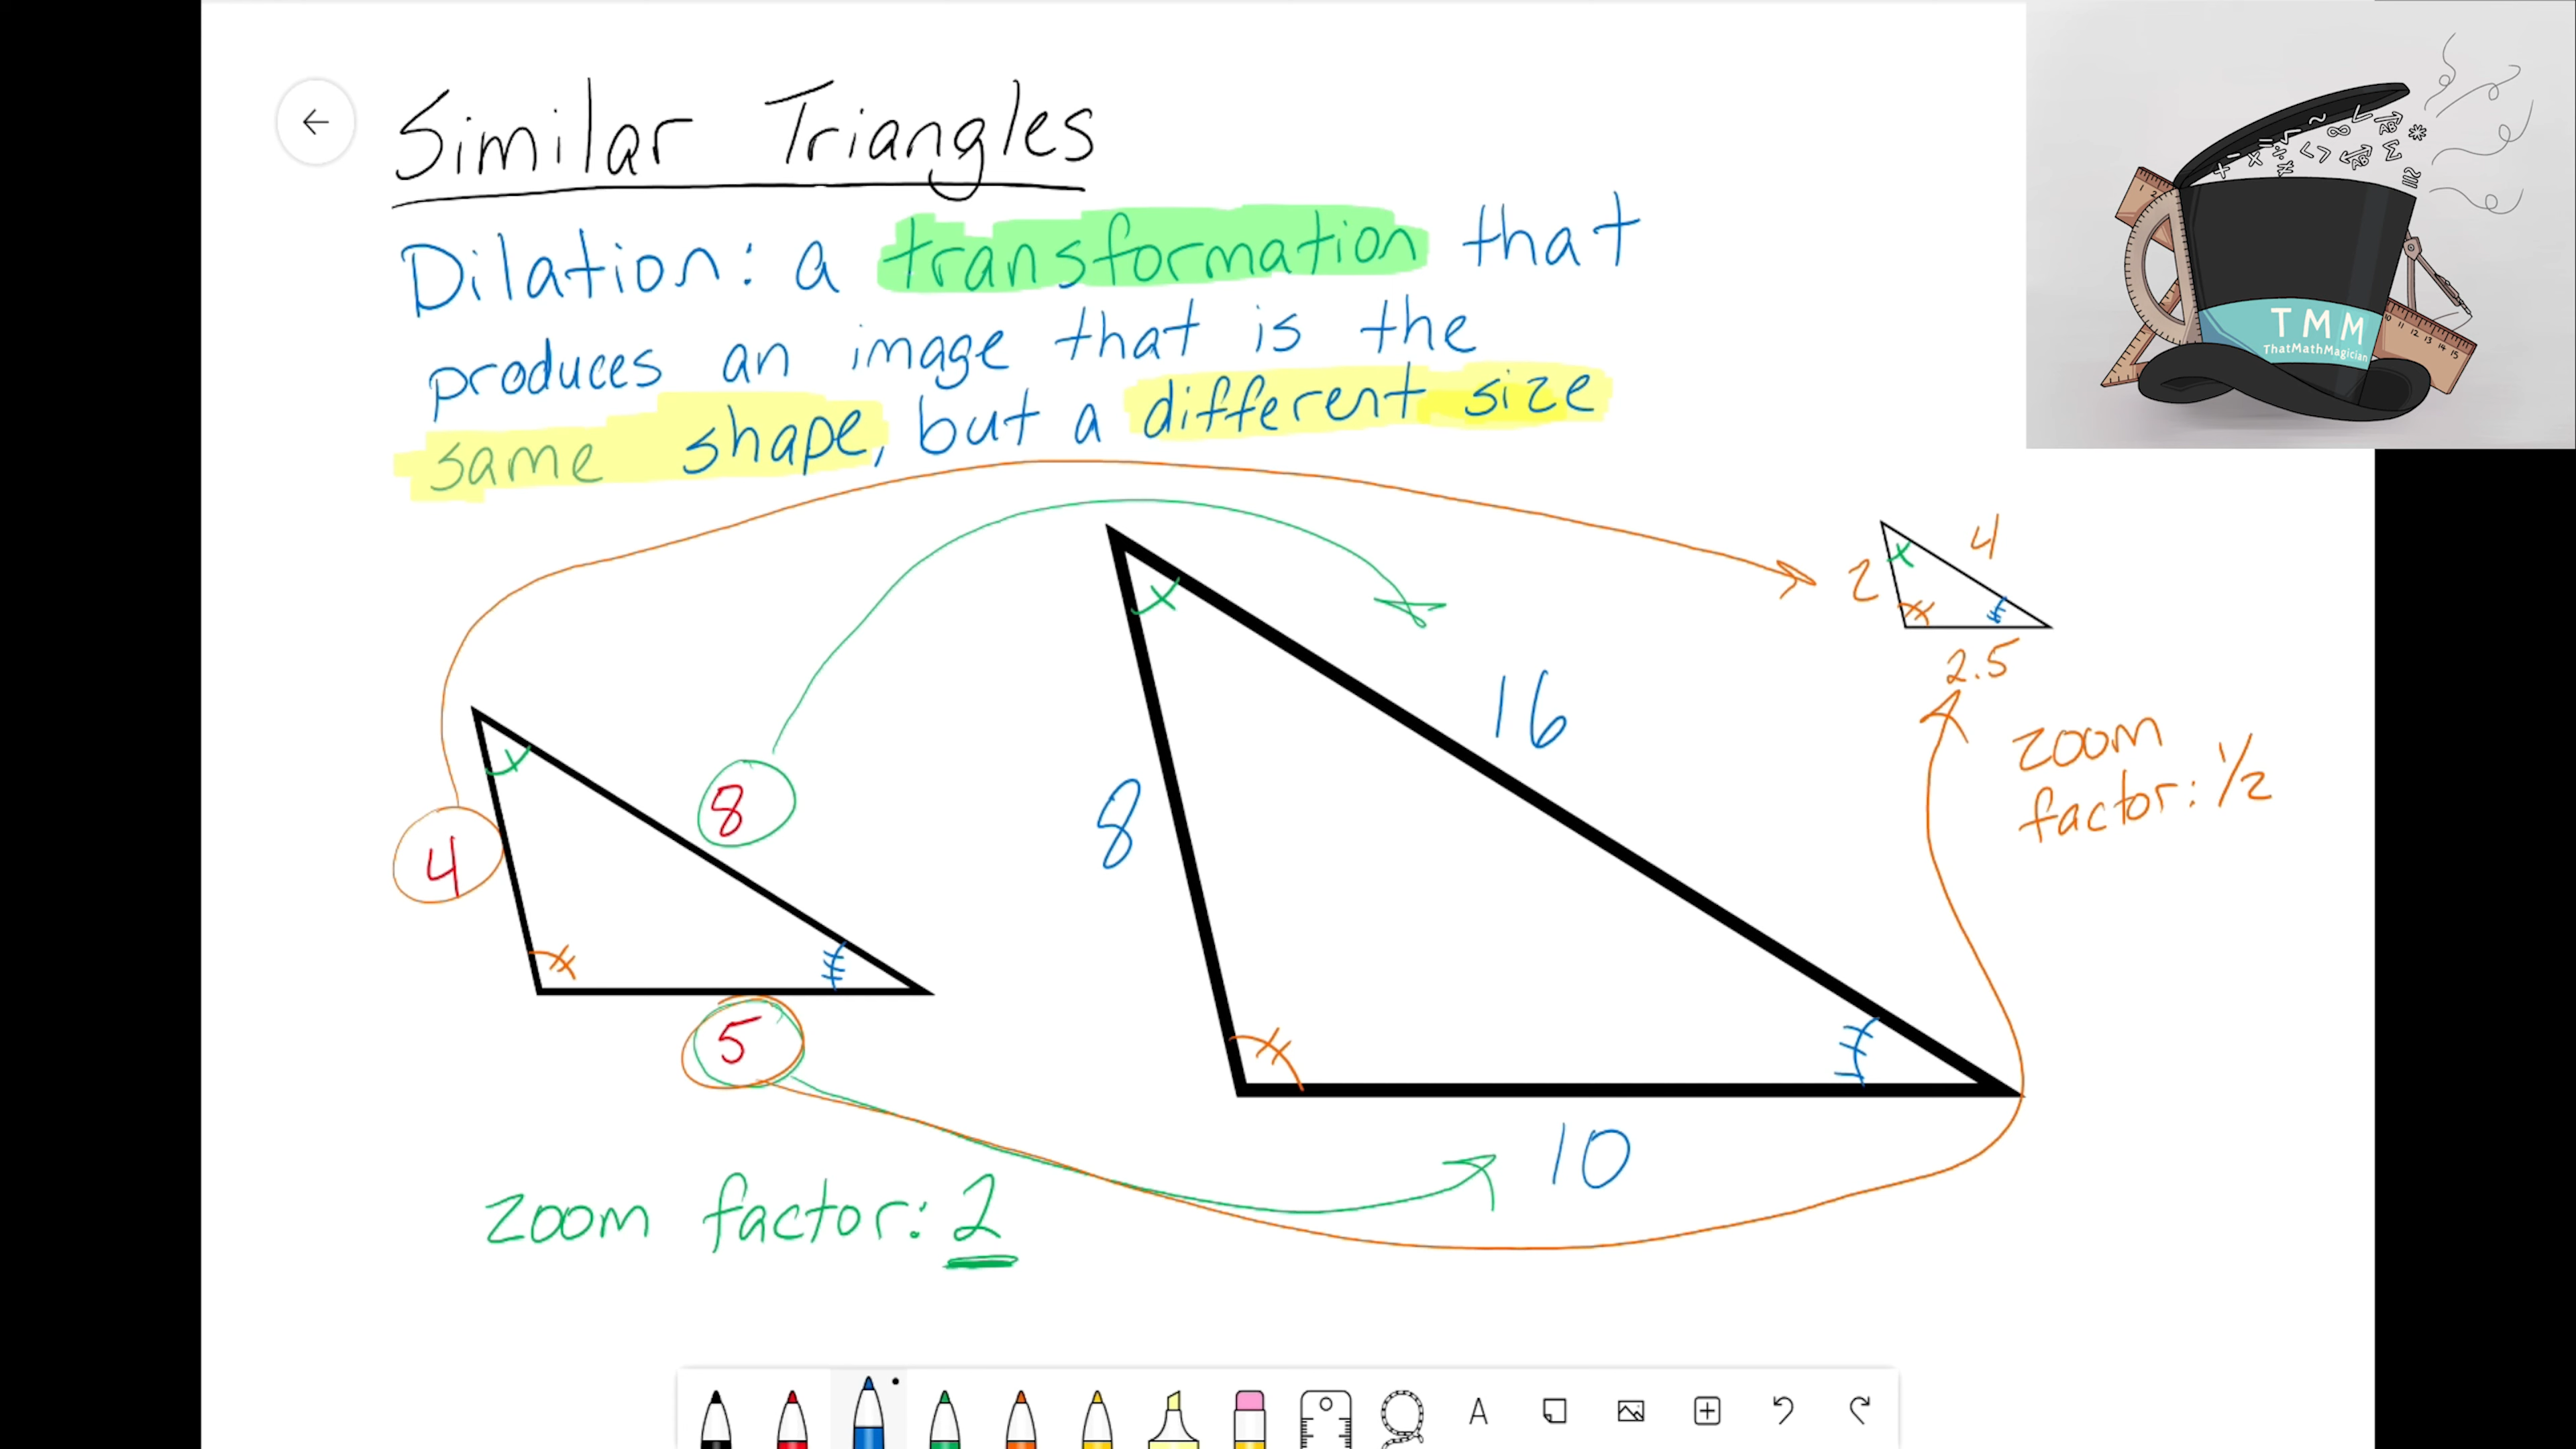 Similar Triangles
Dilation: a transformation that
produces an image that is the
same shape, but a different size
TMM
ThatMathMagician
4
2
2.5
zoom
factor: 1/2
8
4
5
16
8
10
zoom factor: 2
A